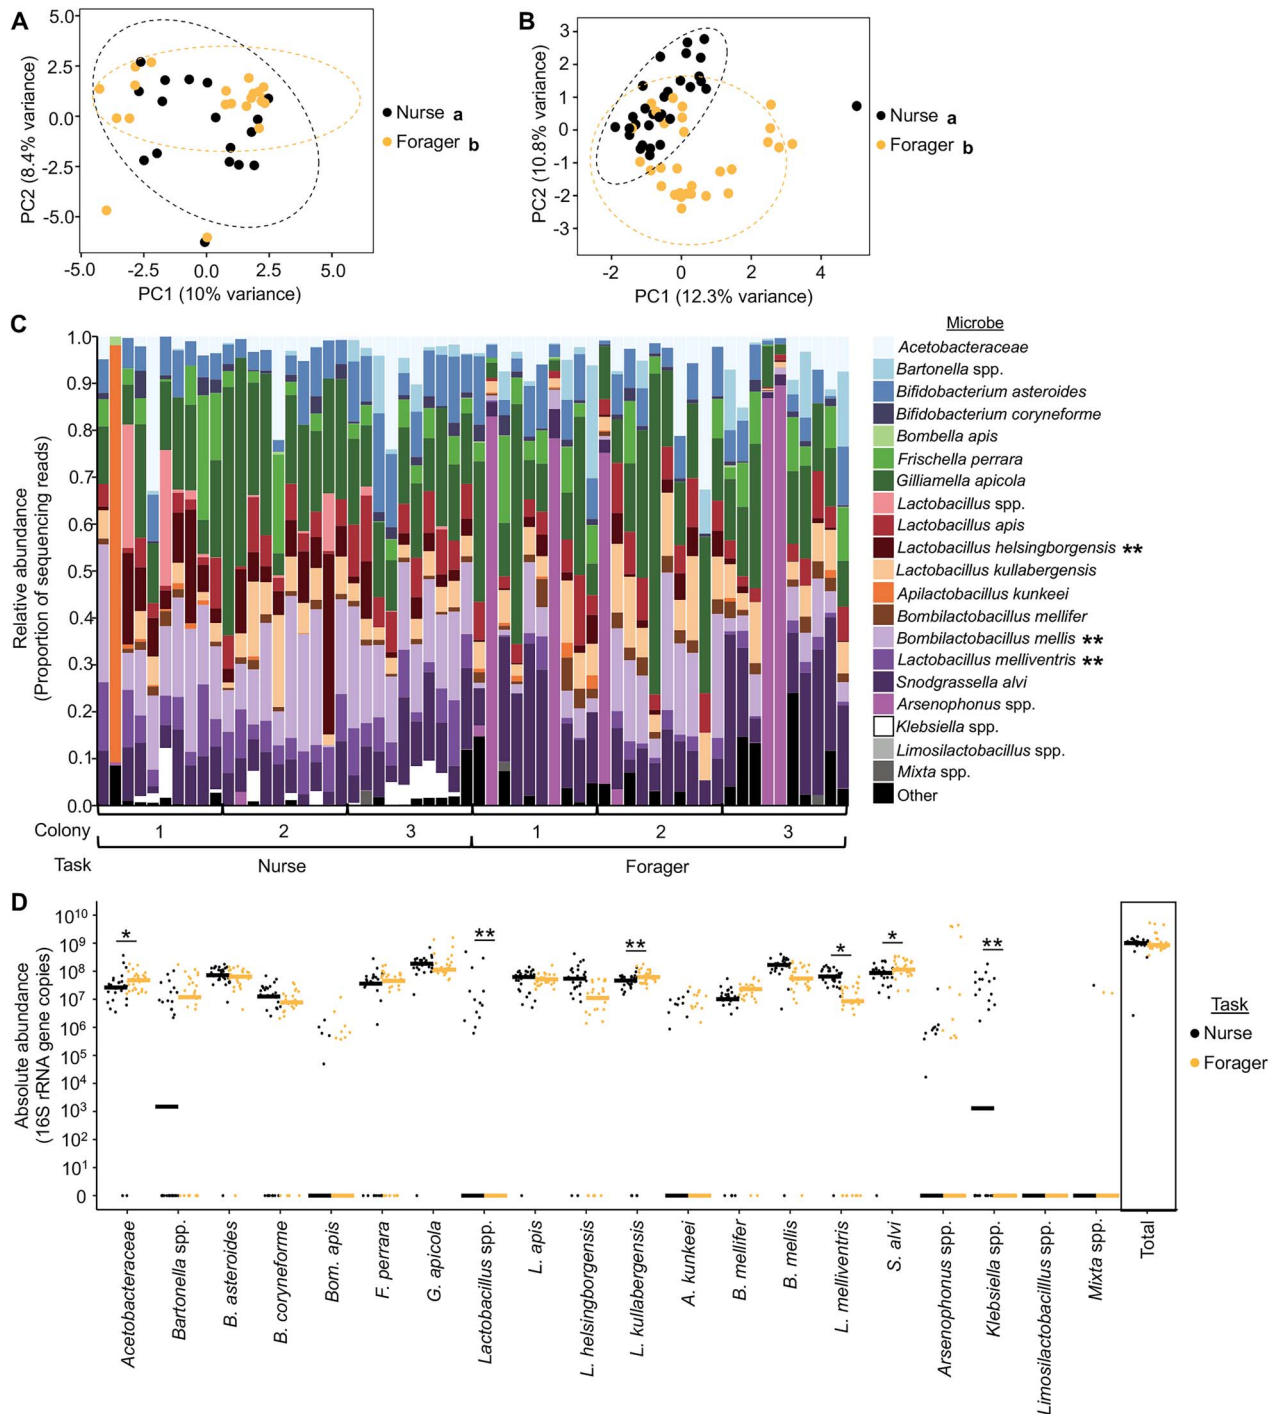 A
5.0
2.5
0.0
-2.5
-5.0
PC2 (8.4% variance)
-5.0 -2.5 0.0 2.5 5.0
PC1 (10% variance)
Nurse a
Forager b
B
3
2
1
0
-1
-2
-3
PC2 (10.8% variance)
-2 0 2 4
PC1 (12.3% variance)
Nurse a
Forager b
C
1.0
0.9
0.8
0.7
0.6
0.5
0.4
0.3
0.2
0.1
0.0
Relative abundance
(Proportion of sequencing reads)
Colony 1 2 3 1 2 3
Task Nurse Forager
Microbe
Acetobacteraceae
Bartonella spp.
Bifidobacterium asteroides
Bifidobacterium coryneforme
Bombella apis
Frischella perrara
Gilliamella apicola
Lactobacillus spp.
Lactobacillus apis
Lactobacillus helsingborgensis **
Lactobacillus kullabergensis
Apilactobacillus kunkeei
Bombilactobacillus mellifer
Bombilactobacillus mellis **
Lactobacillus melliventris **
Snodgrassella alvi
Arsenophonus spp.
Klebsiella spp.
Limosilactobacillus spp.
Mixta spp.
Other
D
10¹⁰
10⁹
10⁸
10⁷
10⁶
10⁵
10⁴
10³
10²
10¹
0
Absolute abundance
(16S rRNA gene copies)
* ** ** * * **
Acetobacteraceae
Bartonella spp.
B. asteroides
B. coryneforme
Bom. apis
F. perrara
G. apicola
Lactobacillus spp.
L. apis
L. helsingborgensis
L. kullabergensis
A. kunkeei
B. mellifer
B. mellis
L. melliventris
S. alvi
Arsenophonus spp.
Klebsiella spp.
Limosilactobacilllus spp.
Mixta spp.
Total
Task
Nurse
Forager